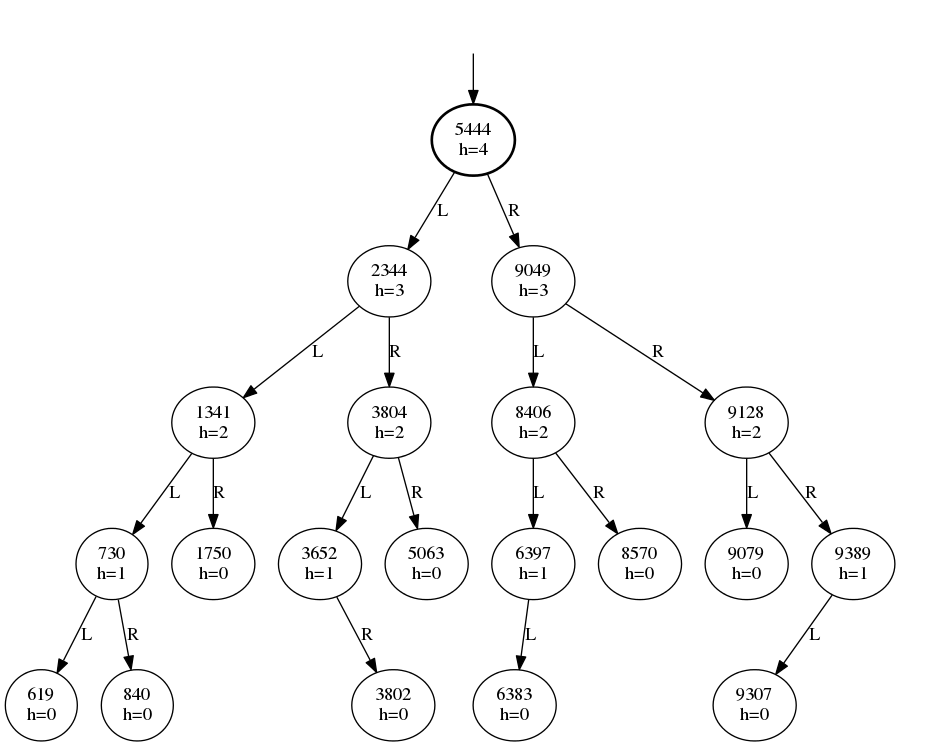 5444
h=4
L
R
2344
h=3
9049
h=3
L
R
L
R
1341
h=2
3804
h=2
8406
h=2
9128
h=2
L
R
L
R
L
R
L
R
730
h=1
1750
h=0
3652
h=1
5063
h=0
6397
h=1
8570
h=0
9079
h=0
9389
h=1
L
R
R
L
L
619
h=0
840
h=0
3802
h=0
6383
h=0
9307
h=0